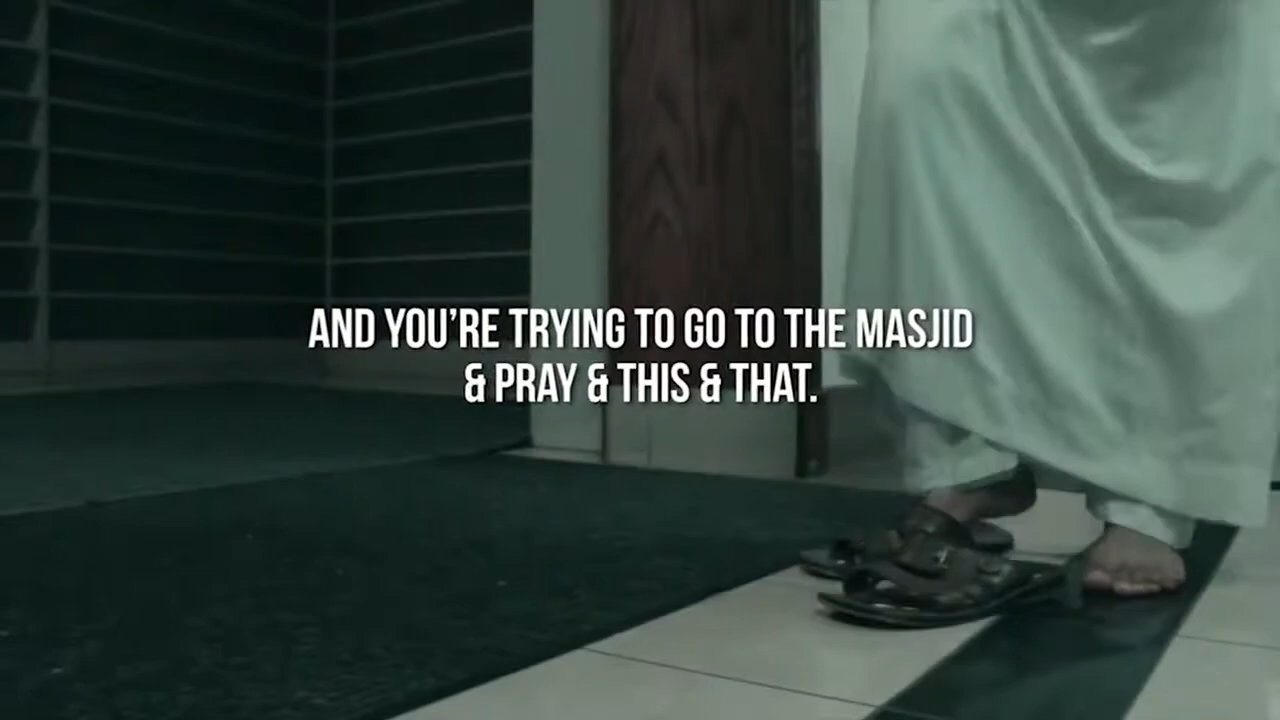 AND YOU'RE TRYING TO GO TO THE MASJID
& PRAY & THIS & THAT.